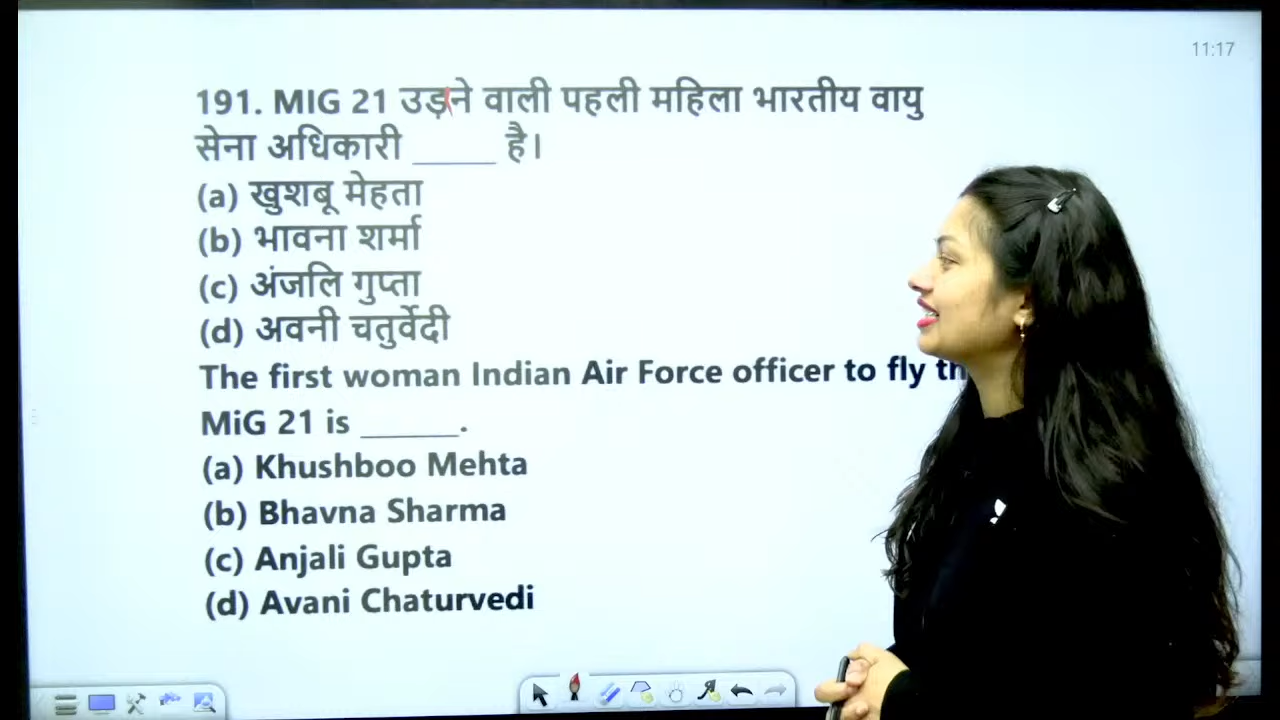 11:17
191. MIG 21 उड़ने वाली पहली महिला भारतीय वायु
सेना अधिकारी _____ है।
(a) खुशबू मेहता
(b) भावना शर्मा
(c) अंजलि गुप्ता
(d) अवनी चतुर्वेदी
The first woman Indian Air Force officer to fly th
MiG 21 is ______.
(a) Khushboo Mehta
(b) Bhavna Sharma
(c) Anjali Gupta
(d) Avani Chaturvedi